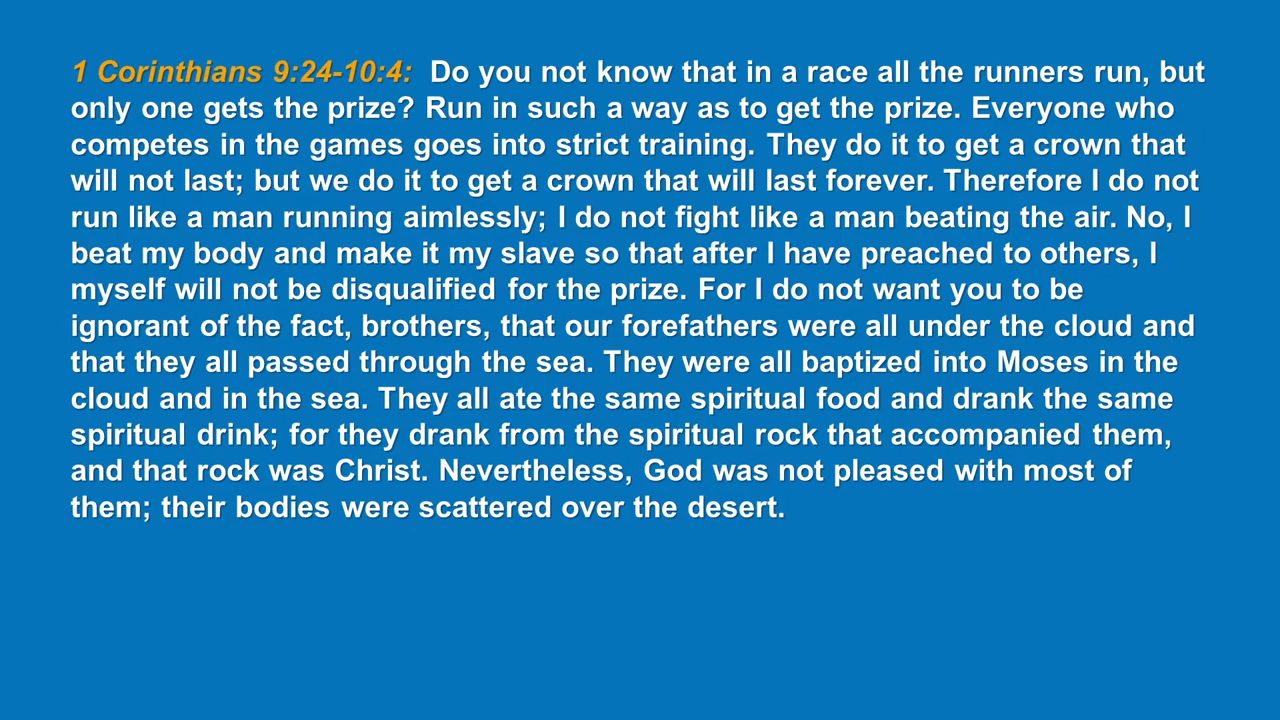 1 Corinthians 9:24-10:4:  Do you not know that in a race all the runners run, but
only one gets the prize? Run in such a way as to get the prize. Everyone who
competes in the games goes into strict training. They do it to get a crown that
will not last; but we do it to get a crown that will last forever. Therefore I do not
run like a man running aimlessly; I do not fight like a man beating the air. No, I
beat my body and make it my slave so that after I have preached to others, I
myself will not be disqualified for the prize. For I do not want you to be
ignorant of the fact, brothers, that our forefathers were all under the cloud and
that they all passed through the sea. They were all baptized into Moses in the
cloud and in the sea. They all ate the same spiritual food and drank the same
spiritual drink; for they drank from the spiritual rock that accompanied them,
and that rock was Christ. Nevertheless, God was not pleased with most of
them; their bodies were scattered over the desert.